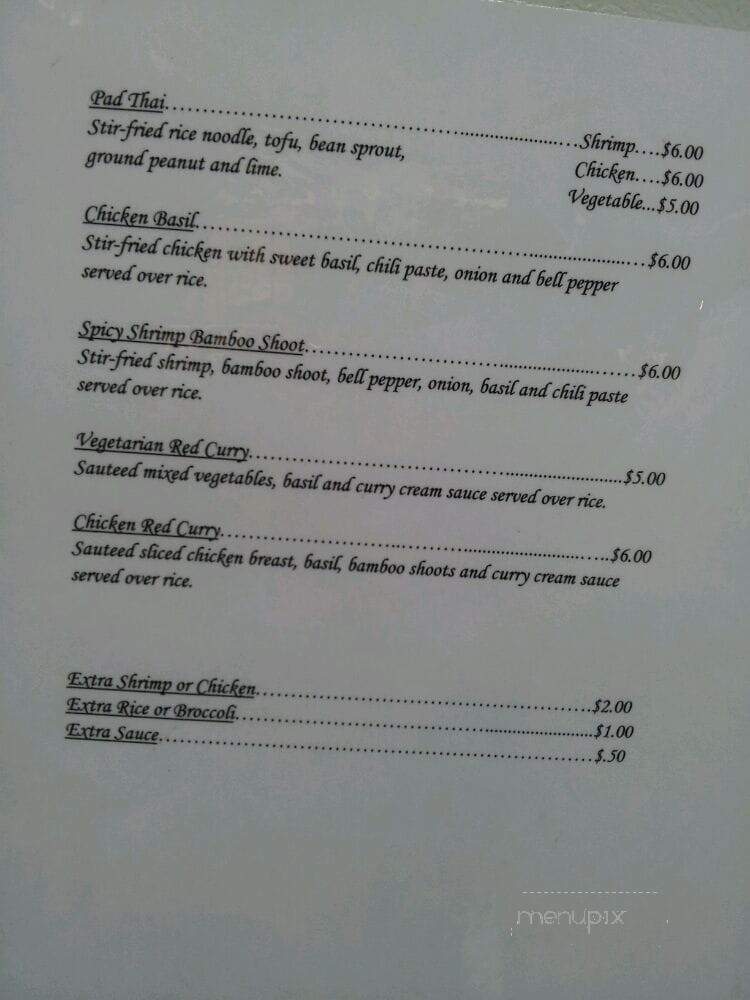 Pad Thai.......................................................Shrimp....$6.00
Stir-fried rice noodle, tofu, bean sprout, Chicken....$6.00
ground peanut and lime. Vegetable...$5.00
Chicken Basil.......................................................$6.00
Stir-fried chicken with sweet basil, chili paste, onion and bell pepper
served over rice.
Spicy Shrimp Bamboo Shoot.............................................$6.00
Stir-fried shrimp, bamboo shoot, bell pepper, onion, basil and chili paste
served over rice.
Vegetarian Red Curry..................................................$5.00
Sauteed mixed vegetables, basil and curry cream sauce served over rice.
Chicken Red Curry.....................................................$6.00
Sauteed sliced chicken breast, basil, bamboo shoots and curry cream sauce
served over rice.
Extra Shrimp or Chicken...............................................$2.00
Extra Rice or Broccoli................................................$1.00
Extra Sauce...........................................................$.50
menupix